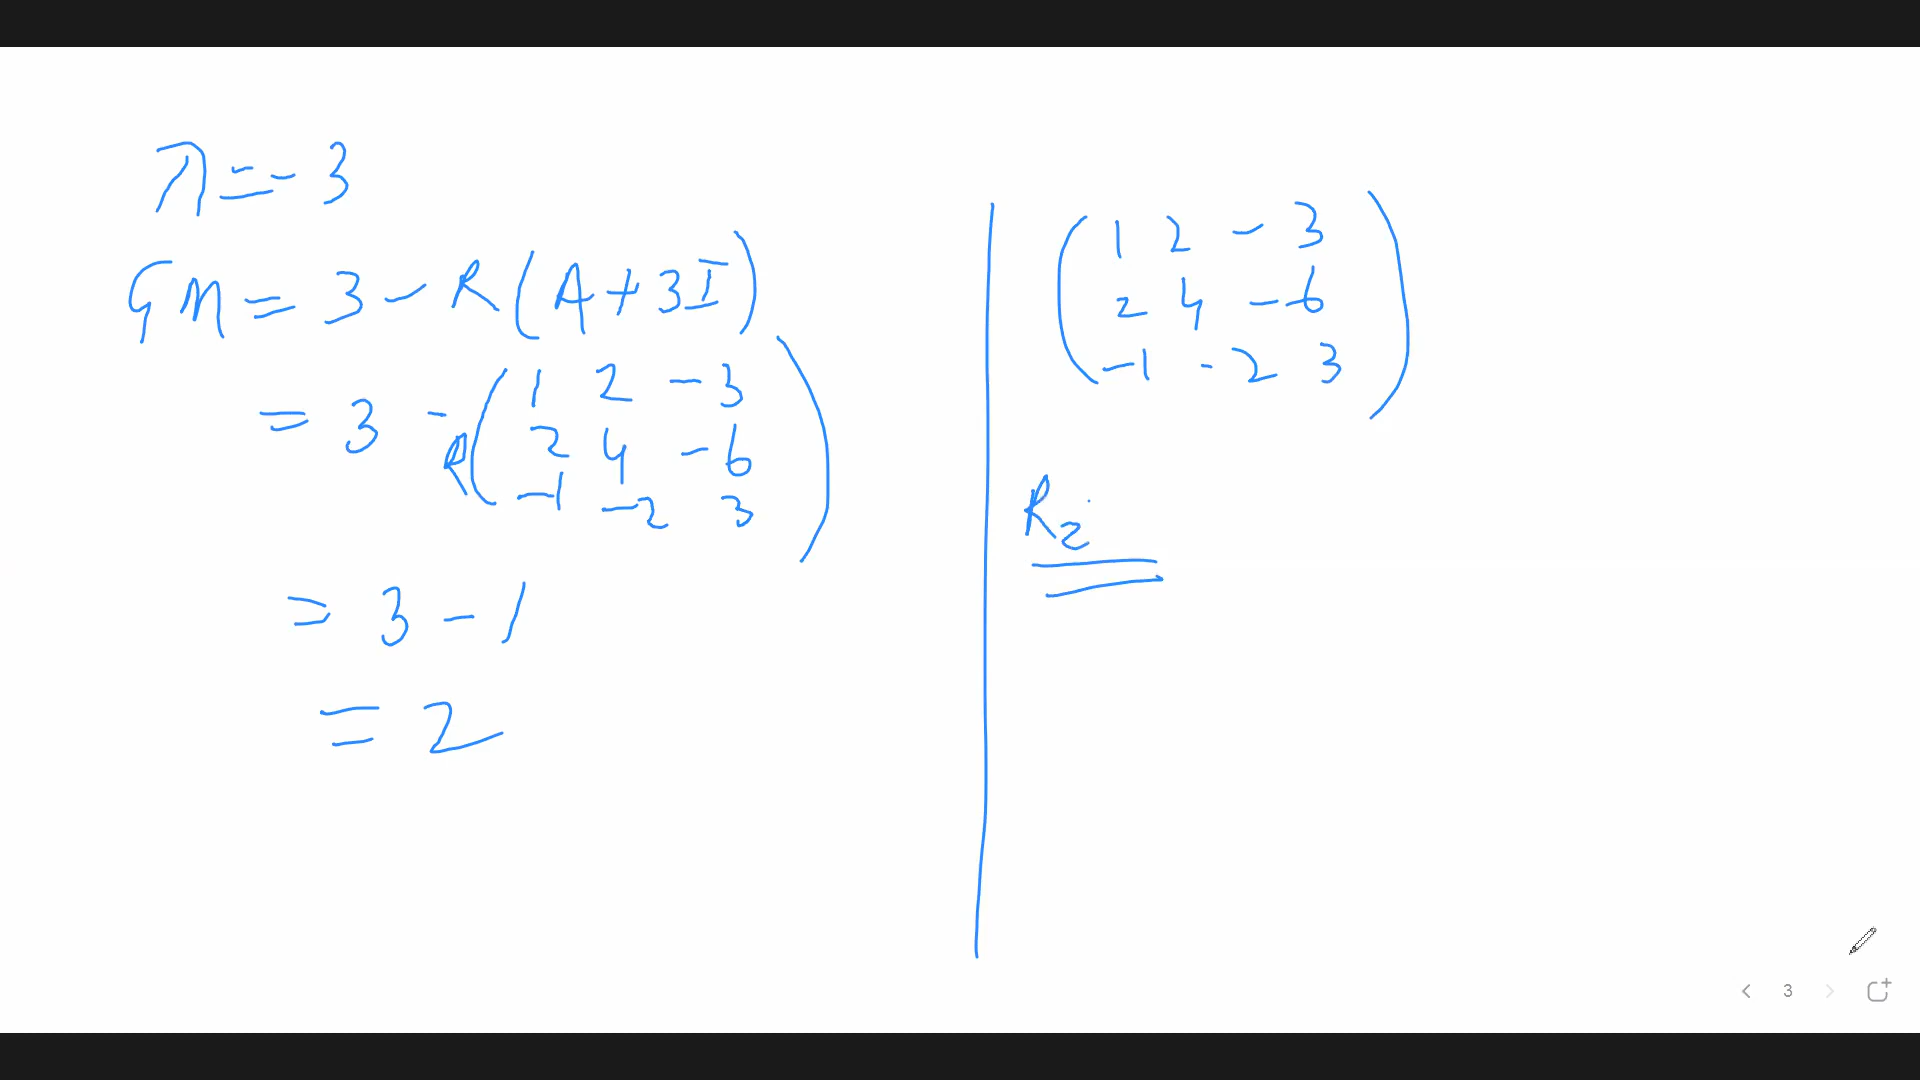 λ = - 3
GM = 3 - R(A + 3I)
= 3 - R( 1 2 -3
2 4 -6
-1 -2 3 )
= 3 - 1
= 2
( 1 2 - 3
2 4 - 6
-1 - 2 3 )
R2
3